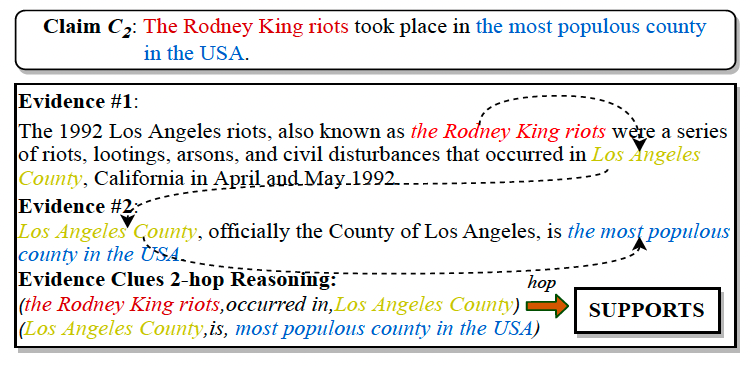 Claim C2: The Rodney King riots took place in the most populous county
in the USA.
Evidence #1:
The 1992 Los Angeles riots, also known as the Rodney King riots were a series
of riots, lootings, arsons, and civil disturbances that occurred in Los Angeles
County, California in April and May 1992
Evidence #2:
Los Angeles County, officially the County of Los Angeles, is the most populous
county in the USA.
Evidence Clues 2-hop Reasoning:
(the Rodney King riots,occurred in,Los Angeles County)
(Los Angeles County,is, most populous county in the USA)
hop
SUPPORTS